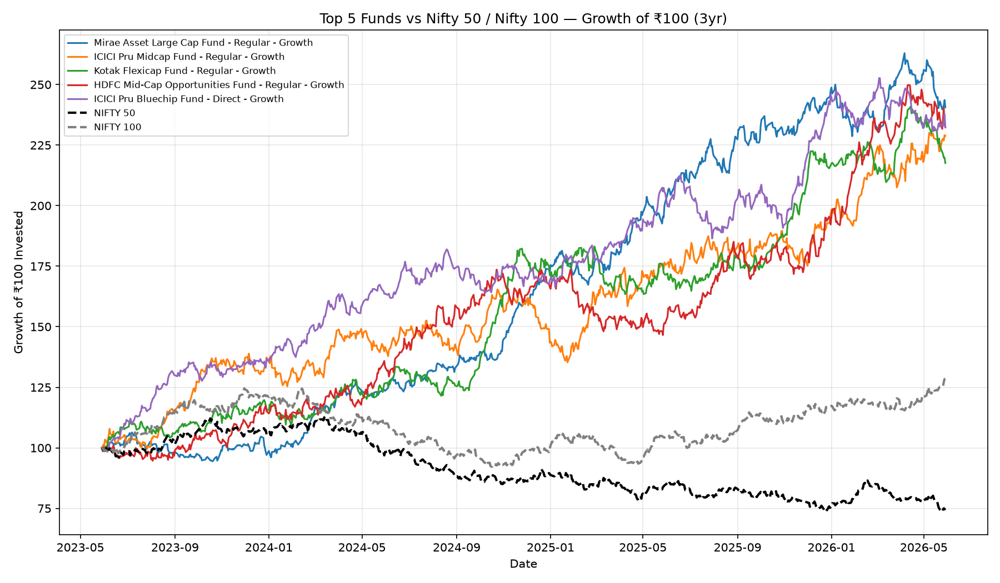 Top 5 Funds vs Nifty 50 / Nifty 100 — Growth of ₹100 (3yr)
Mirae Asset Large Cap Fund - Regular - Growth
ICICI Pru Midcap Fund - Regular - Growth
Kotak Flexicap Fund - Regular - Growth
HDFC Mid-Cap Opportunities Fund - Regular - Growth
ICICI Pru Bluechip Fund - Direct - Growth
NIFTY 50
NIFTY 100
Growth of ₹100 Invested
250
225
200
175
150
125
100
75
2023-05 2023-09 2024-01 2024-05 2024-09 2025-01 2025-05 2025-09 2026-01 2026-05
Date